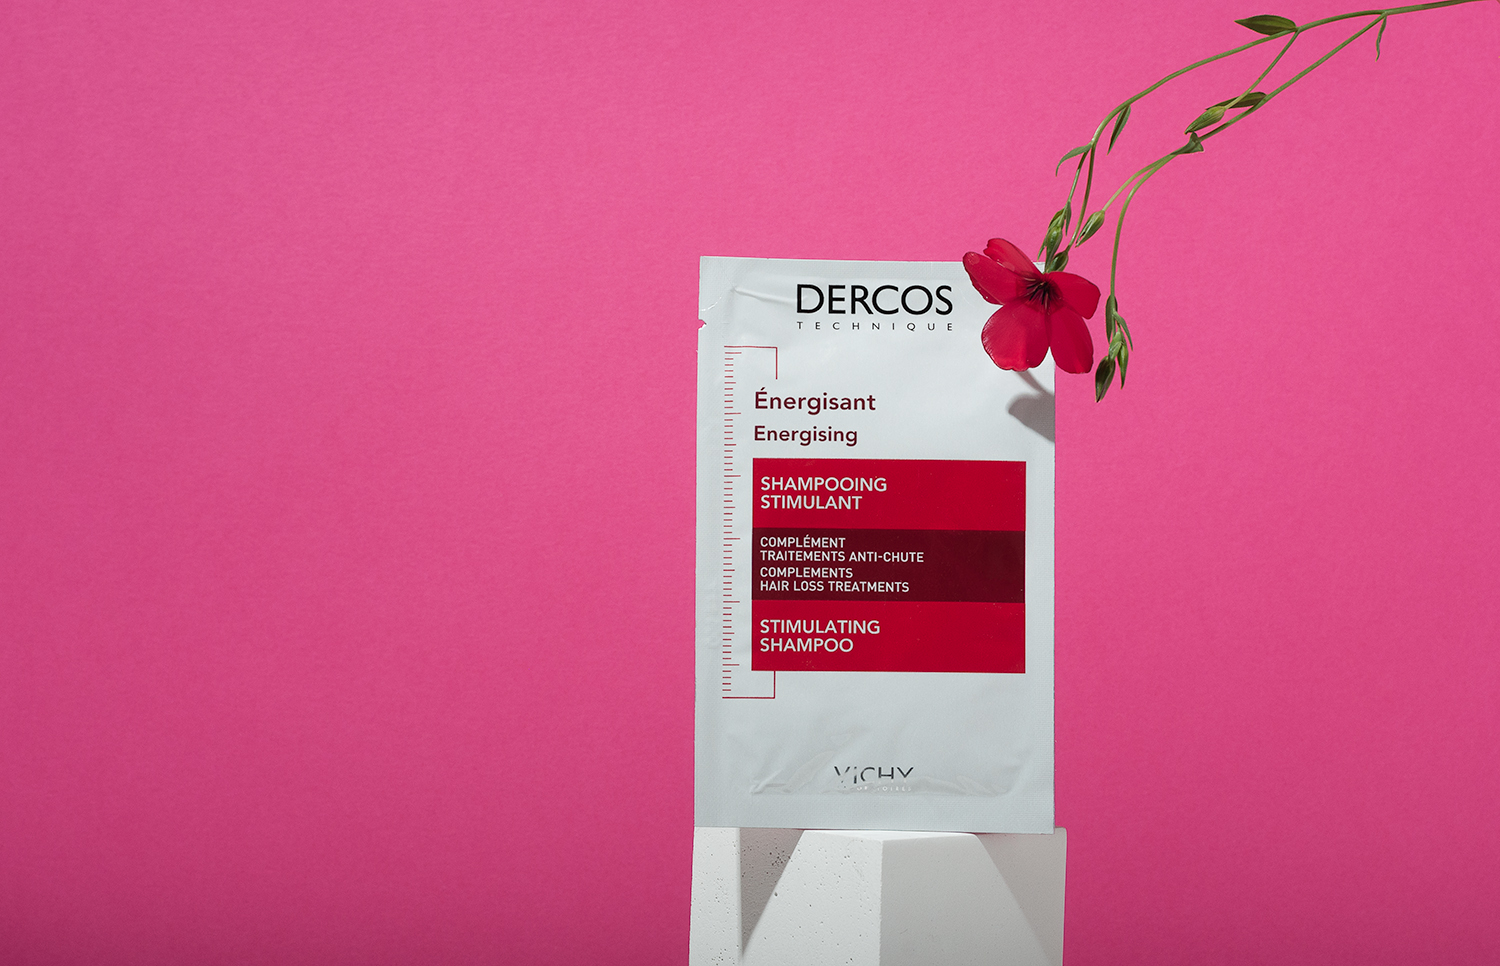 DERCOS
TECHNIQUE
Énergisant
Energising
SHAMPOOING
STIMULANT
COMPLÉMENT
TRAITEMENTS ANTI-CHUTE
COMPLEMENTS
HAIR LOSS TREATMENTS
STIMULATING
SHAMPOO
VICHY